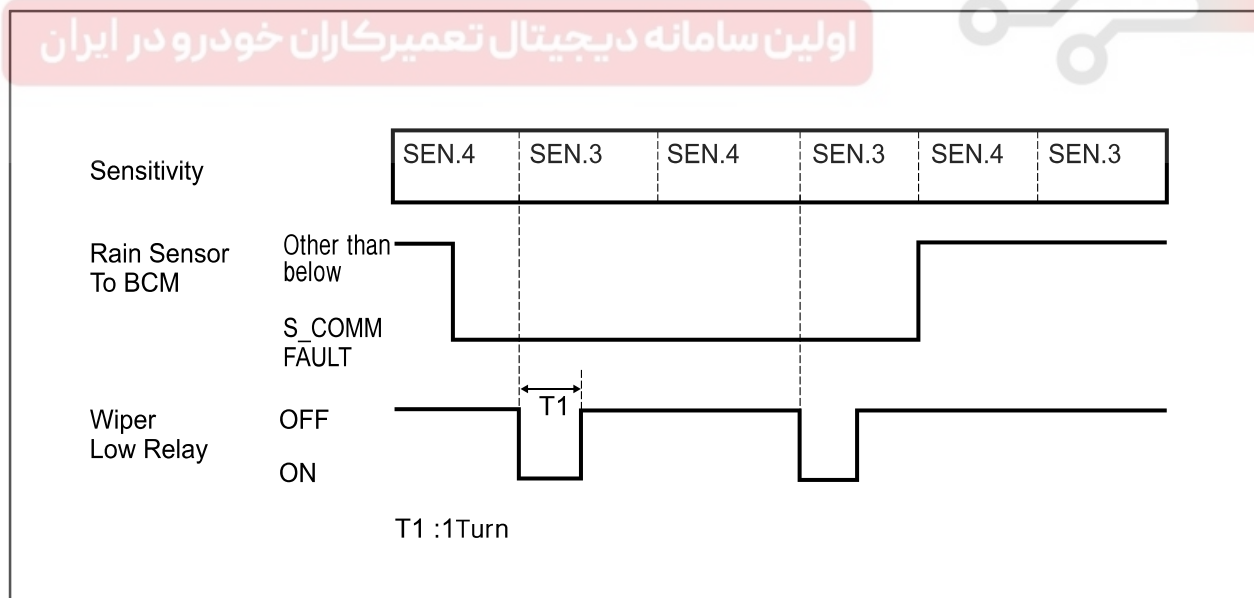 اولین سامانه دیجیتال تعمیرکاران خودرو در ایران
Sensitivity
SEN.4 SEN.3 SEN.4 SEN.3 SEN.4 SEN.3
Rain Sensor
To BCM
Other than
below
S_COMM
FAULT
T1
Wiper
Low Relay
OFF
ON
T1 :1Turn